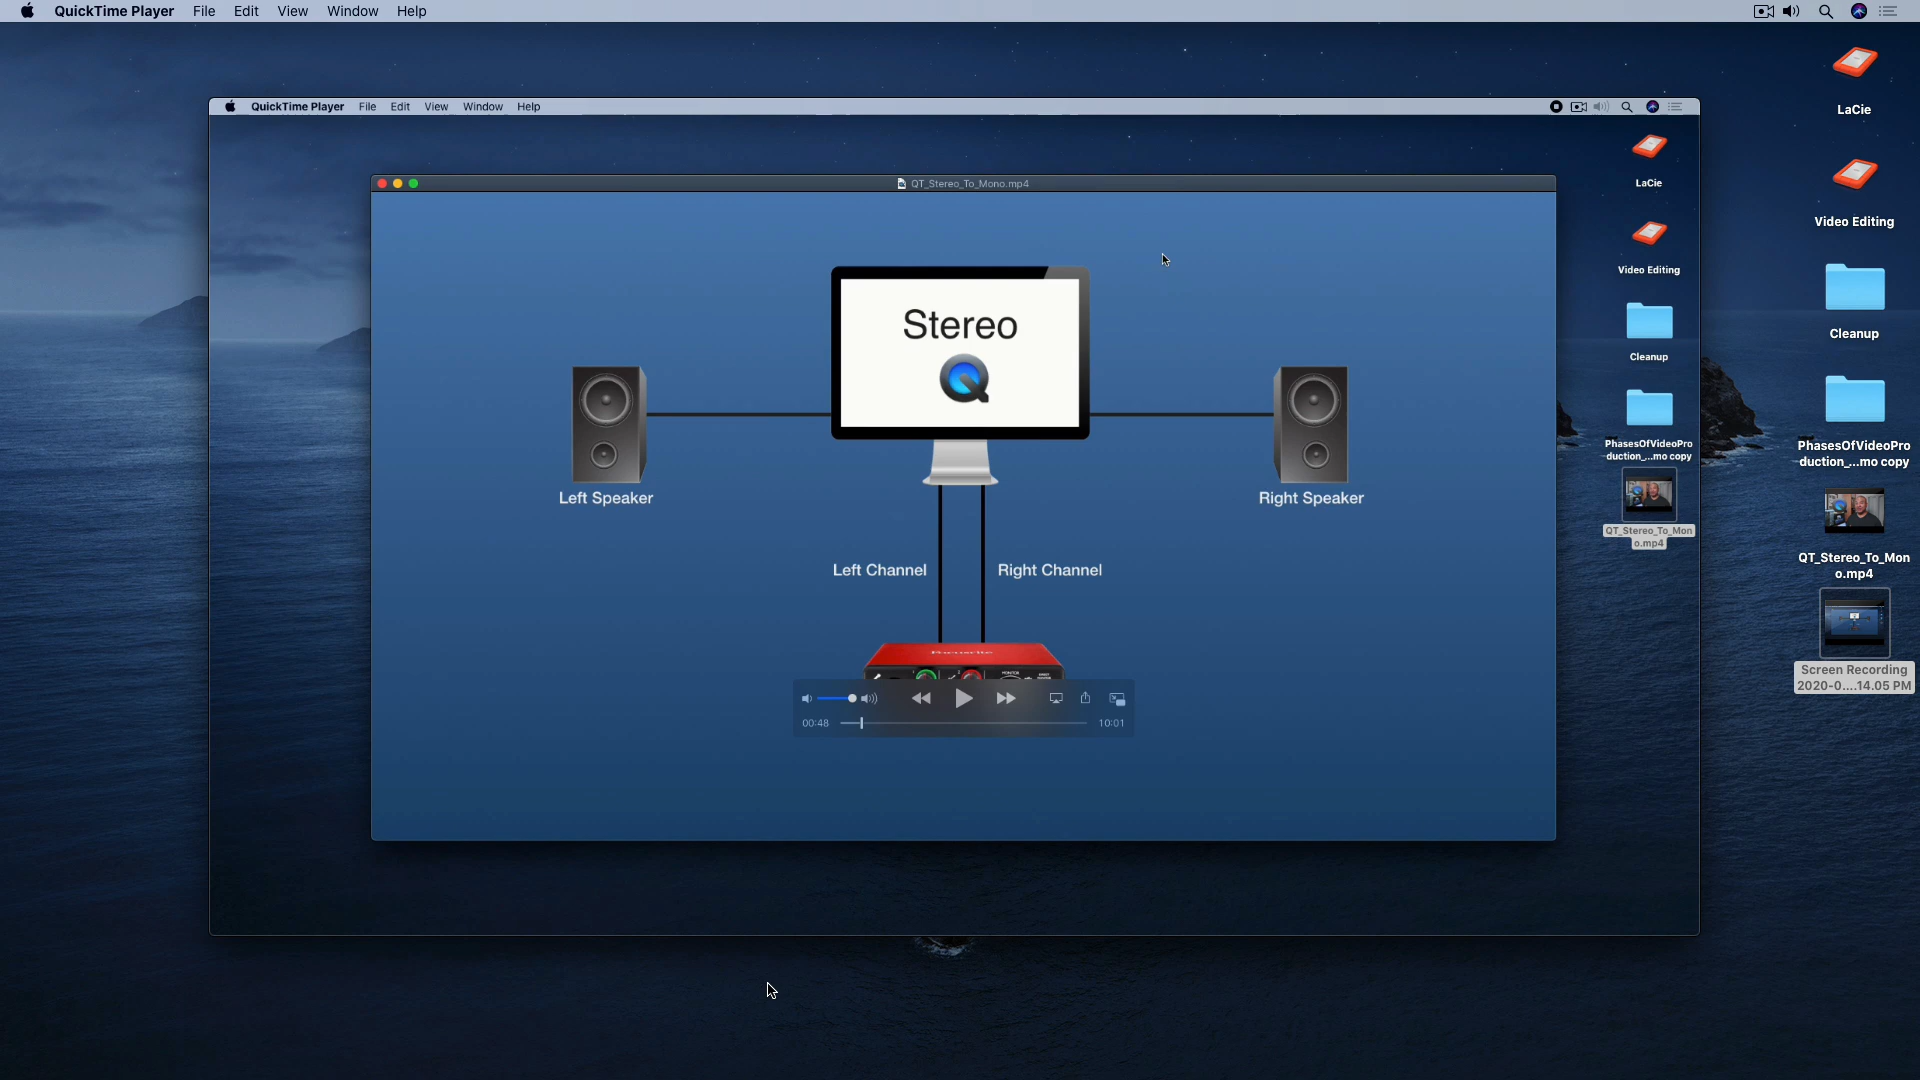 QuickTime Player File Edit View Window Help
LaCie
Video Editing
Cleanup
PhasesOfVideoPro
duction_...mo copy
QT_Stereo_To_Mon
o.mp4
Screen Recording
2020-0....14.05 PM
QuickTime Player File Edit View Window Help
LaCie
Video Editing
Cleanup
PhasesOfVideoPro
duction_...mo copy
QT_Stereo_To_Mon
o.mp4
QT_Stereo_To_Mono.mp4
Stereo
Left Speaker
Right Speaker
Left Channel
Right Channel
Focusrite
MONITOR
00:48
10:01